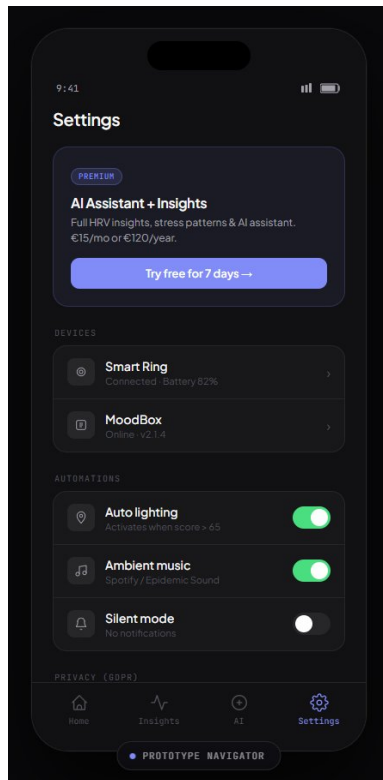 9:41
Settings
PREMIUM
AI Assistant + Insights
Full HRV insights, stress patterns & AI assistant.
€15/mo or €120/year.
Try free for 7 days →
DEVICES
Smart Ring
Connected · Battery 82%
MoodBox
Online · v2.1.4
AUTOMATIONS
Auto lighting
Activates when score > 65
Ambient music
Spotify / Epidemic Sound
Silent mode
No notifications
PRIVACY (GDPR)
Home Insights AI Settings
PROTOTYPE NAVIGATOR